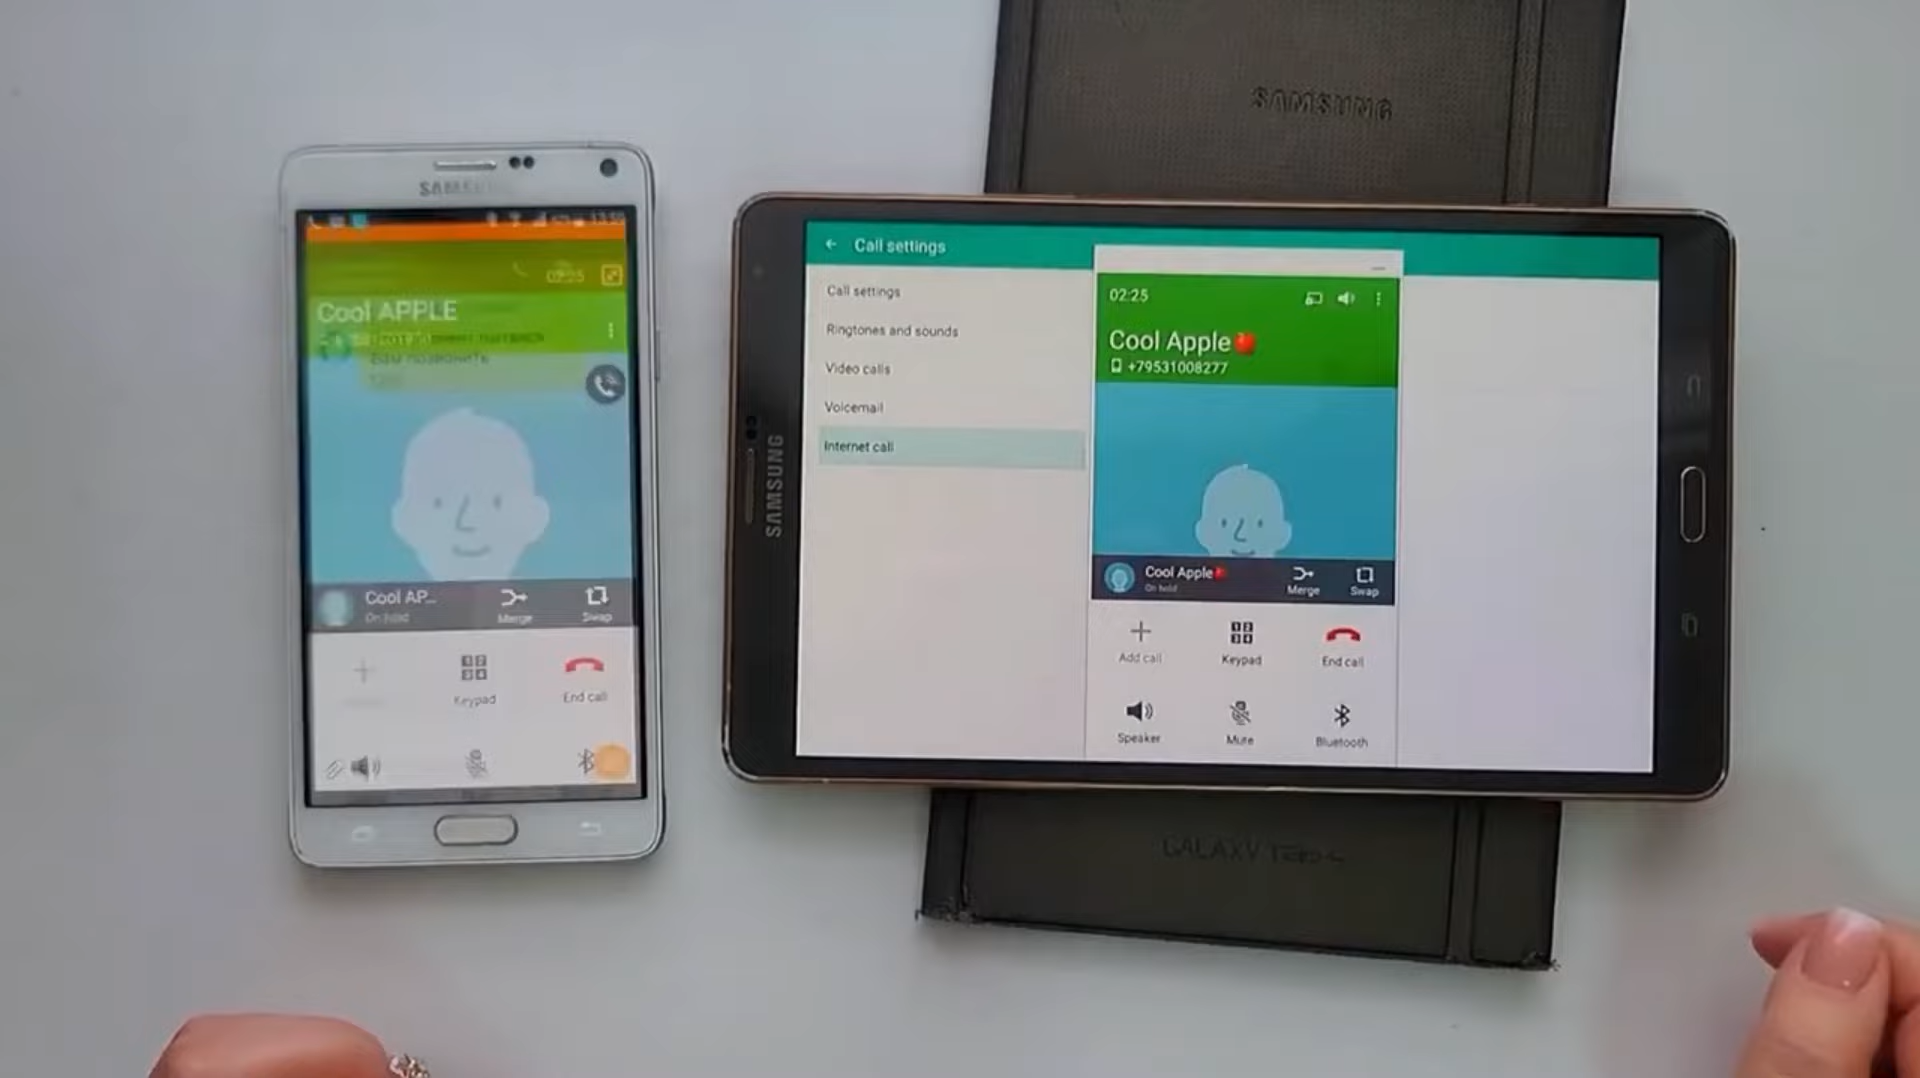 SAMSUNG
SAMSUNG
13:50
02:25
Cool APPLE
Cool AP...
On hold
Merge
Swap
Keypad
End call
SAMSUNG
Call settings
Call settings
Ringtones and sounds
Video calls
Voicemail
Internet call
02:25
Cool Apple
+79531008277
Cool Apple
On hold
Merge
Swap
Add call
Keypad
End call
Speaker
Mute
Bluetooth
GALAXY Tab S